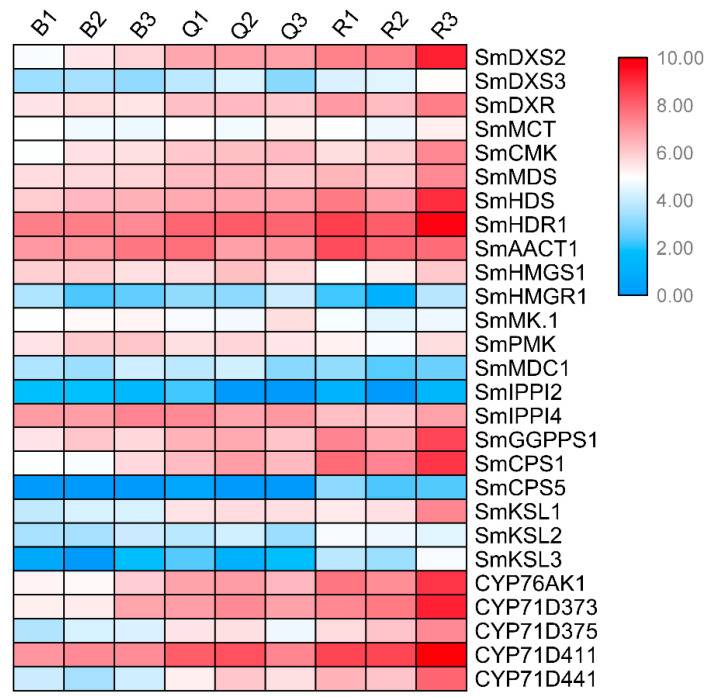 B1 B2 B3 Q1 Q2 Q3 R1 R2 R3
SmDXS2
SmDXS3
SmDXR
SmMCT
SmCMK
SmMDS
SmHDS
SmHDR1
SmAACT1
SmHMGS1
SmHMGR1
SmMK.1
SmPMK
SmMDC1
SmIPPI2
SmIPPI4
SmGGPPS1
SmCPS1
SmCPS5
SmKSL1
SmKSL2
SmKSL3
CYP76AK1
CYP71D373
CYP71D375
CYP71D411
CYP71D441
10.00
8.00
6.00
4.00
2.00
0.00